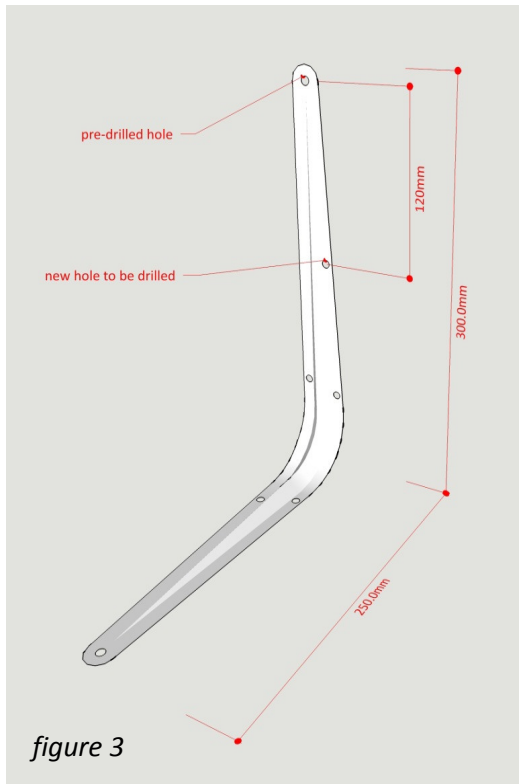 pre-drilled hole
120mm
new hole to be drilled
300.0mm
250.0mm
figure 3